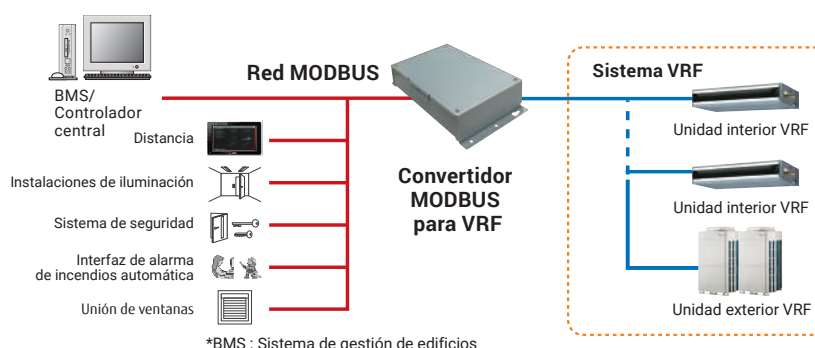 Red MODBUS
Sistema VRF
BMS/
Controlador
central
Distancia
Instalaciones de iluminación
Sistema de seguridad
Interfaz de alarma
de incendios automática
Unión de ventanas
Convertidor
MODBUS
para VRF
Unidad interior VRF
Unidad interior VRF
Unidad exterior VRF
*BMS : Sistema de gestión de edificios